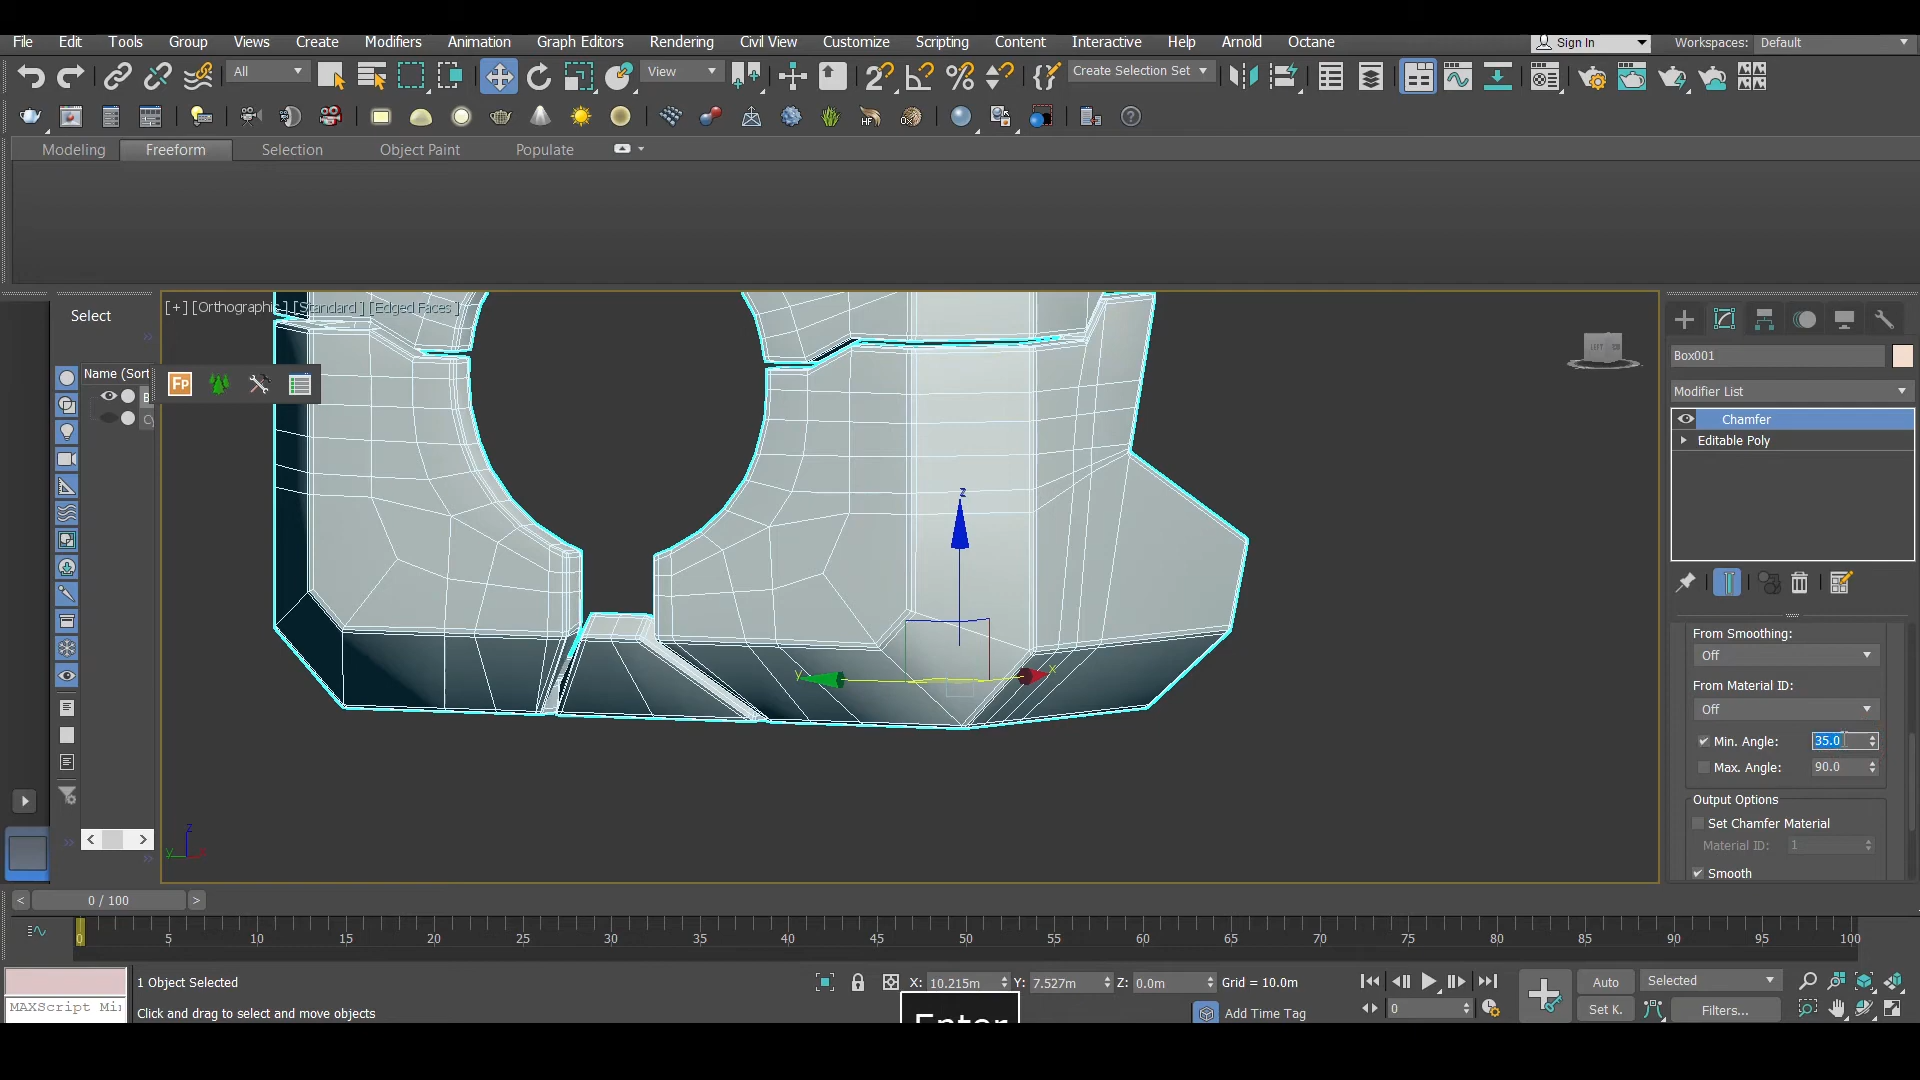 File Edit Tools Group Views Create Modifiers Animation Graph Editors Rendering Civil View Customize Scripting Content Interactive Help Arnold Octane Sign In Workspaces: Default
All View Create Selection Set
Modeling Freeform Selection Object Paint Populate
[+] [Orthographic] [Standard] [Edged Faces]
Select
Name (Sort
Fp
Box001
Modifier List
Chamfer
Editable Poly
From Smoothing:
Off
From Material ID:
Off
Min. Angle: 35.0
Max. Angle: 90.0
Output Options
Set Chamfer Material
Material ID: 1
Smooth
LEFT
z
y
x
z
y
< >
< 0 / 100 >
0 5 10 15 20 25 30 35 40 45 50 55 60 65 70 75 80 85 90 95 100
1 Object Selected X: 10.215m Y: 7.527m Z: 0.0m Grid = 10.0m Auto Selected
MAXScript Mi
Click and drag to select and move objects Enter Add Time Tag 0 Set K. Filters...